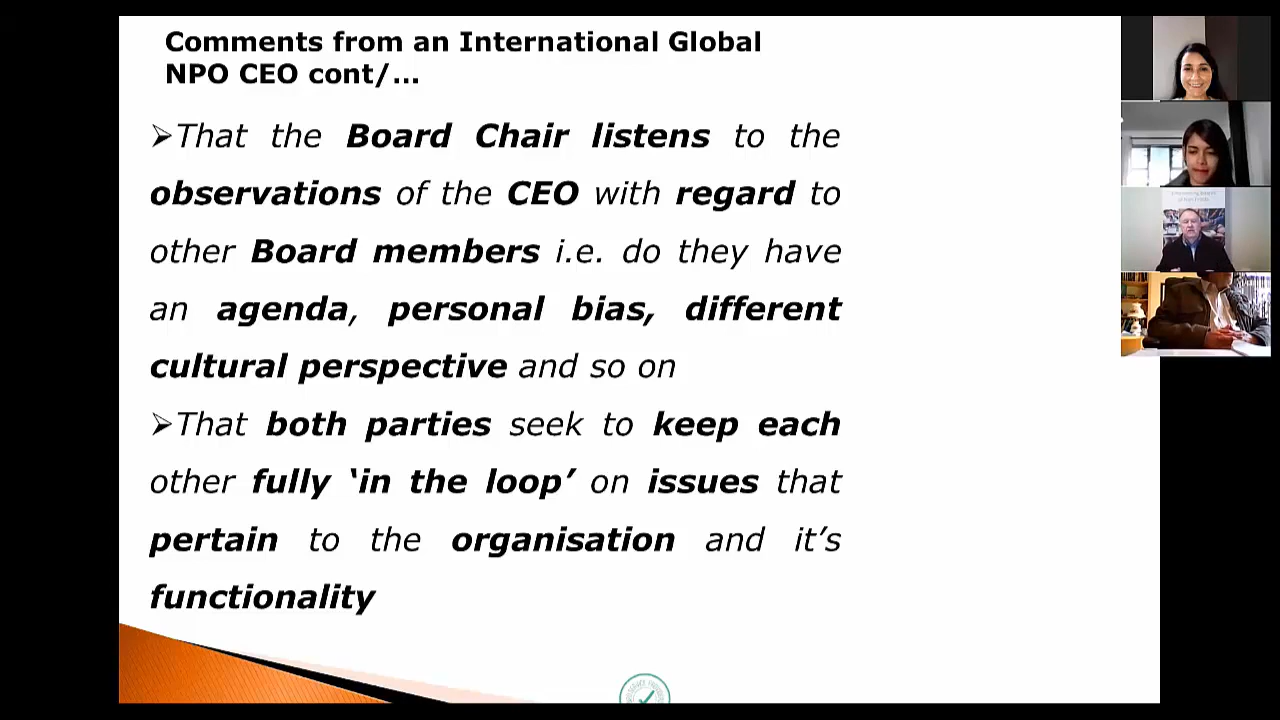 Comments from an International Global
NPO CEO cont/...
➢That the Board Chair listens to the
observations of the CEO with regard to
other Board members i.e. do they have
an agenda, personal bias, different
cultural perspective and so on
➢That both parties seek to keep each
other fully ‘in the loop’ on issues that
pertain to the organisation and it’s
functionality